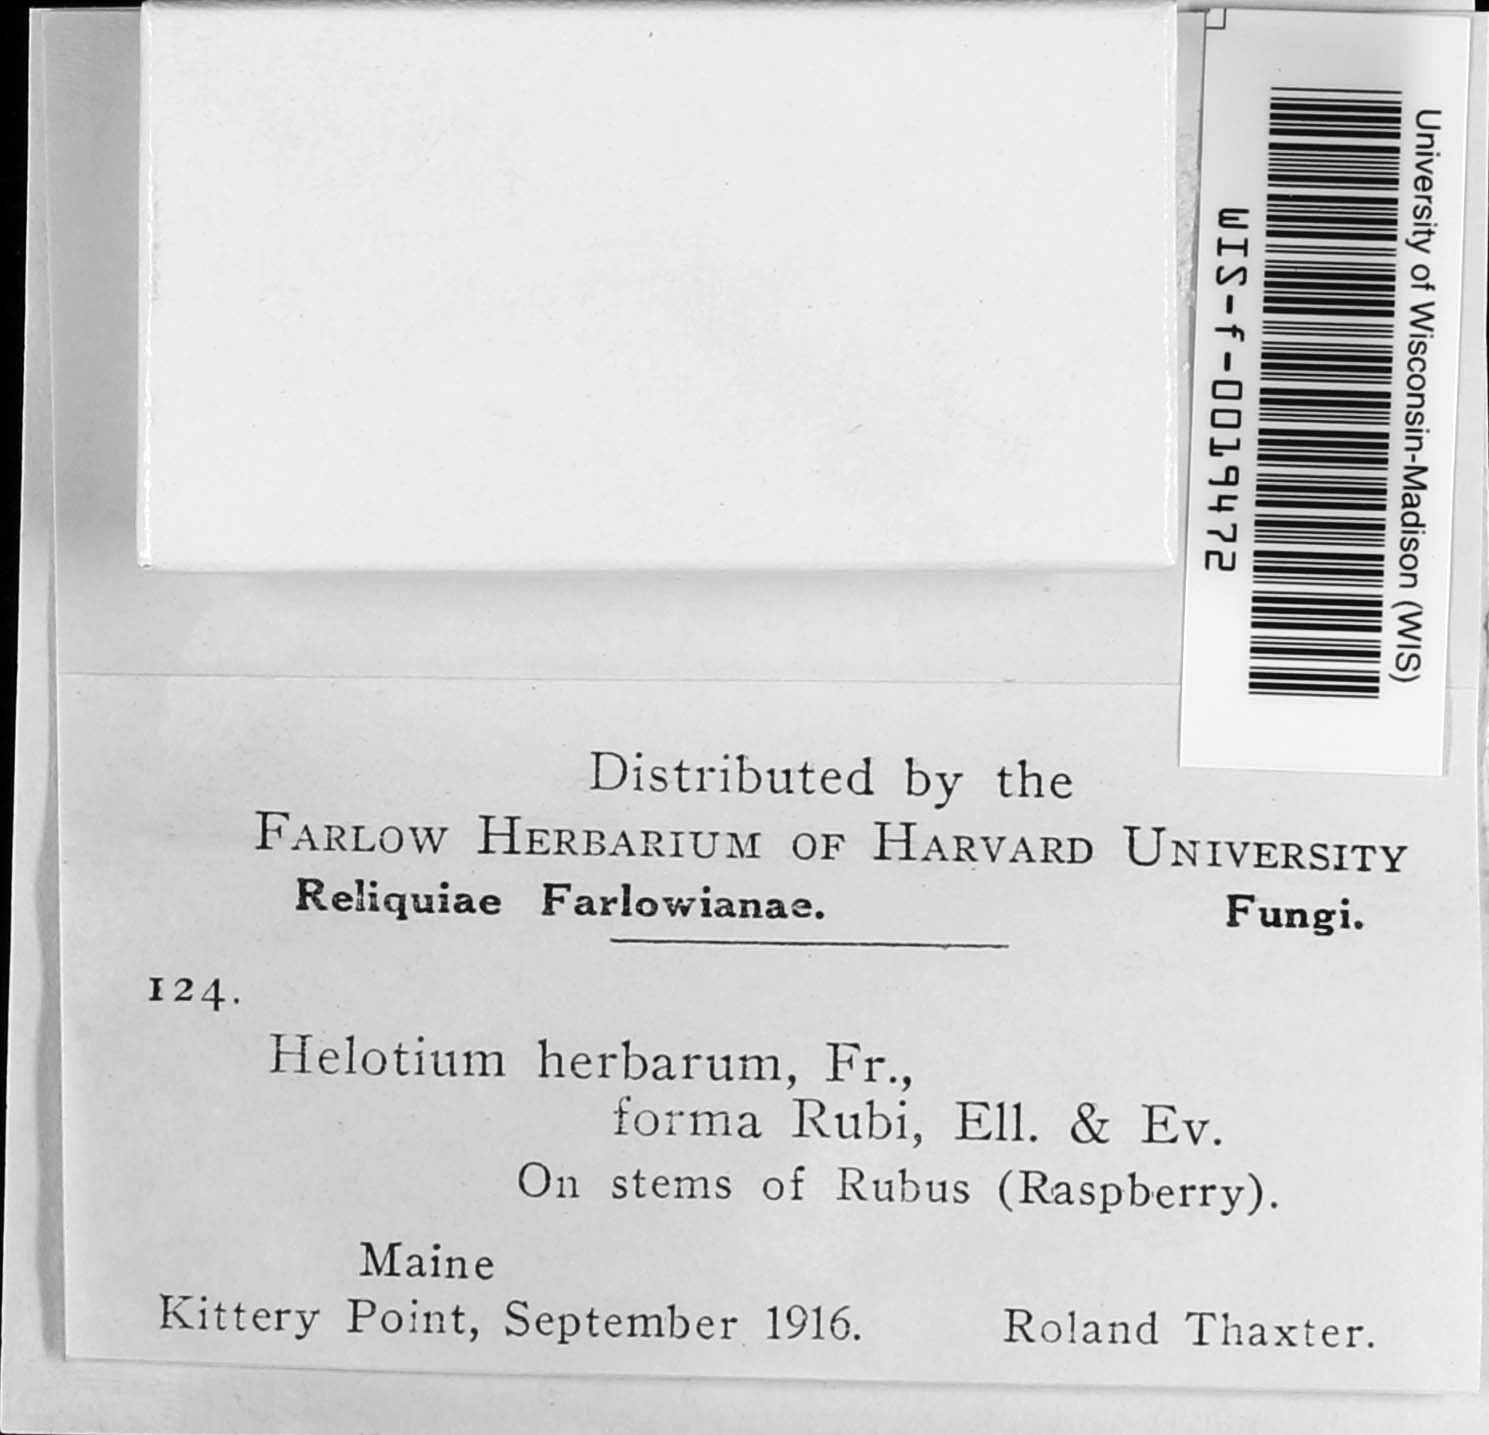 University of Wisconsin-Madison (WIS)
WIS-f-0019472
Distributed by the
FARLOW HERBARIUM OF HARVARD UNIVERSITY
Reliquiae Farlowianae. Fungi.
124.
Helotium herbarum, Fr.,
forma Rubi, Ell. & Ev.
On stems of Rubus (Raspberry).
Maine
Kittery Point, September 1916. Roland Thaxter.